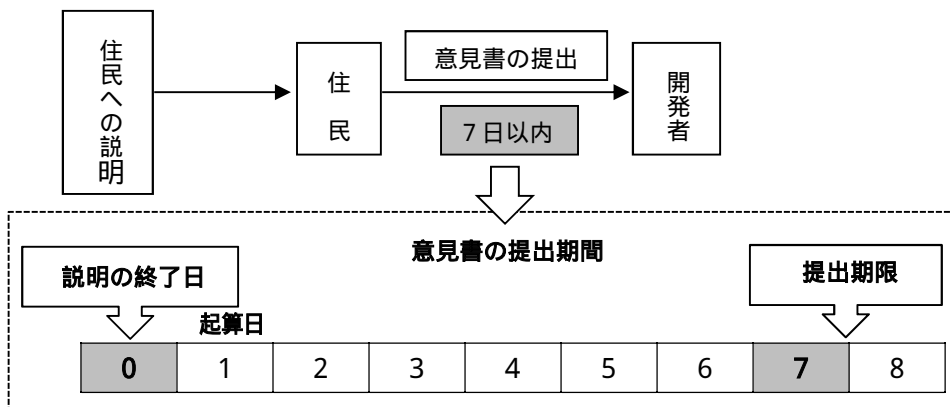 住民への説明
住民
意見書の提出
7日以内
開発者
意見書の提出期間
説明の終了日
提出期限
起算日
0 1 2 3 4 5 6 7 8